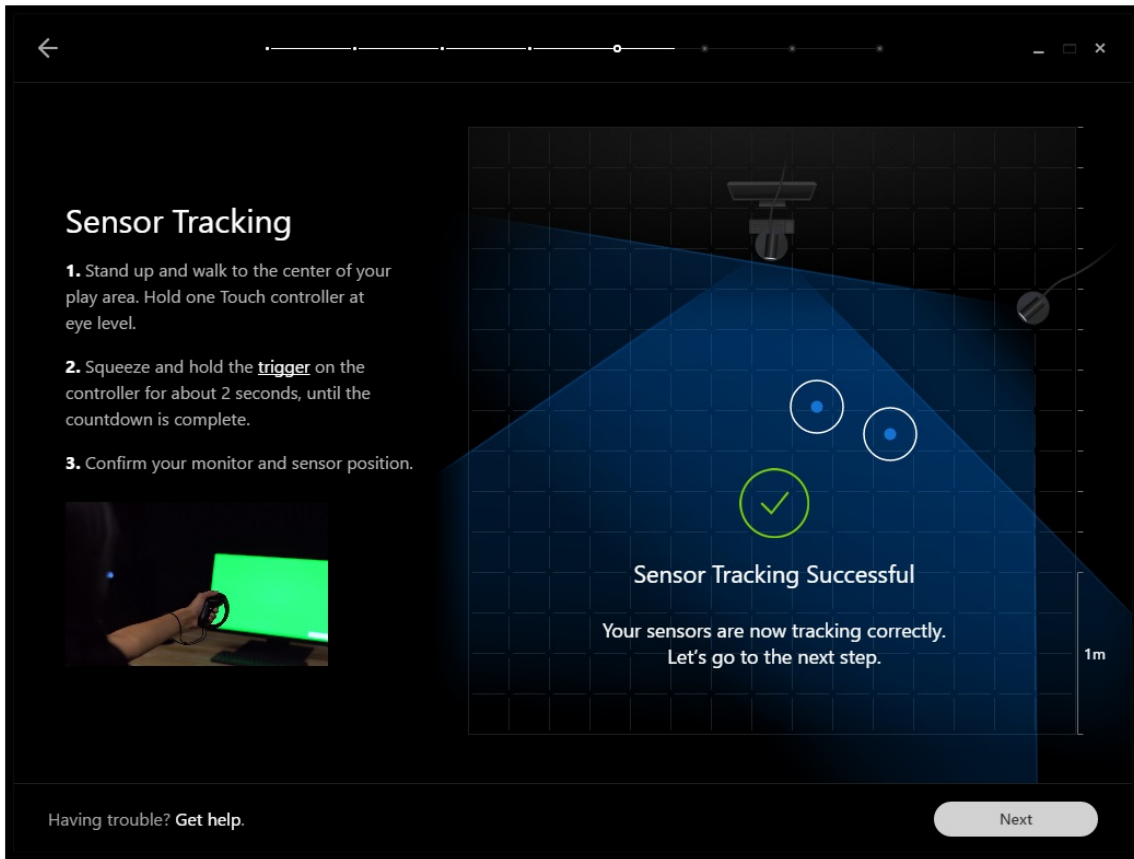 Sensor Tracking
1. Stand up and walk to the center of your
play area. Hold one Touch controller at
eye level.
2. Squeeze and hold the trigger on the
controller for about 2 seconds, until the
countdown is complete.
3. Confirm your monitor and sensor position.
Sensor Tracking Successful
Your sensors are now tracking correctly.
Let’s go to the next step.
1m
Having trouble? Get help.
Next